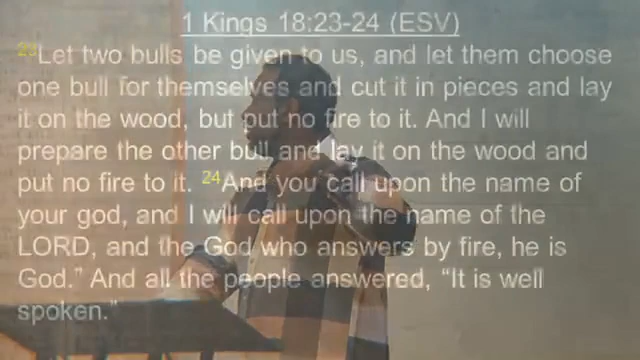 1 Kings 18:23-24 (ESV)
23Let two bulls be given to us, and let them choose
one bull for themselves and cut it in pieces and lay
it on the wood, but put no fire to it. And I will
prepare the other bull and lay it on the wood and
put no fire to it. 24And you call upon the name of
your god, and I will call upon the name of the
LORD, and the God who answers by fire, he is
God.” And all the people answered, “It is well
spoken.”